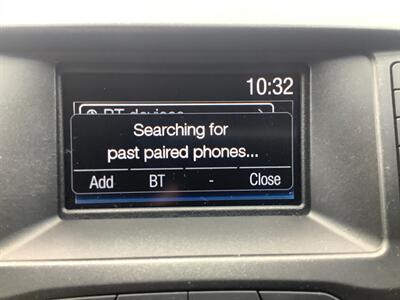 10:32
BT devices
Searching for
past paired phones...
Add BT - Close